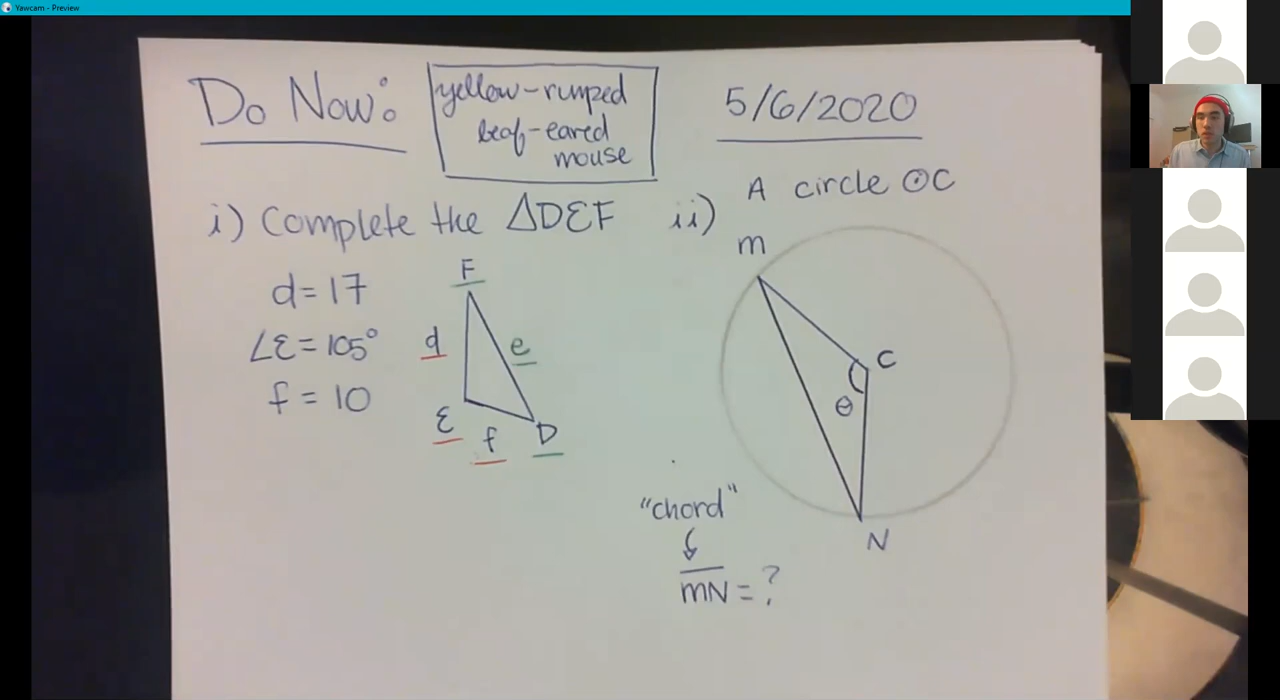 Yawcam - Preview
Do Now:
yellow-rumped
leaf-eared
mouse
5/6/2020
i) Complete the △DEF
d = 17
∠E = 105°
f = 10
F
d
e
E
f
D
ii) A circle ⊙C
M
C
θ
N
"chord"
MN = ?